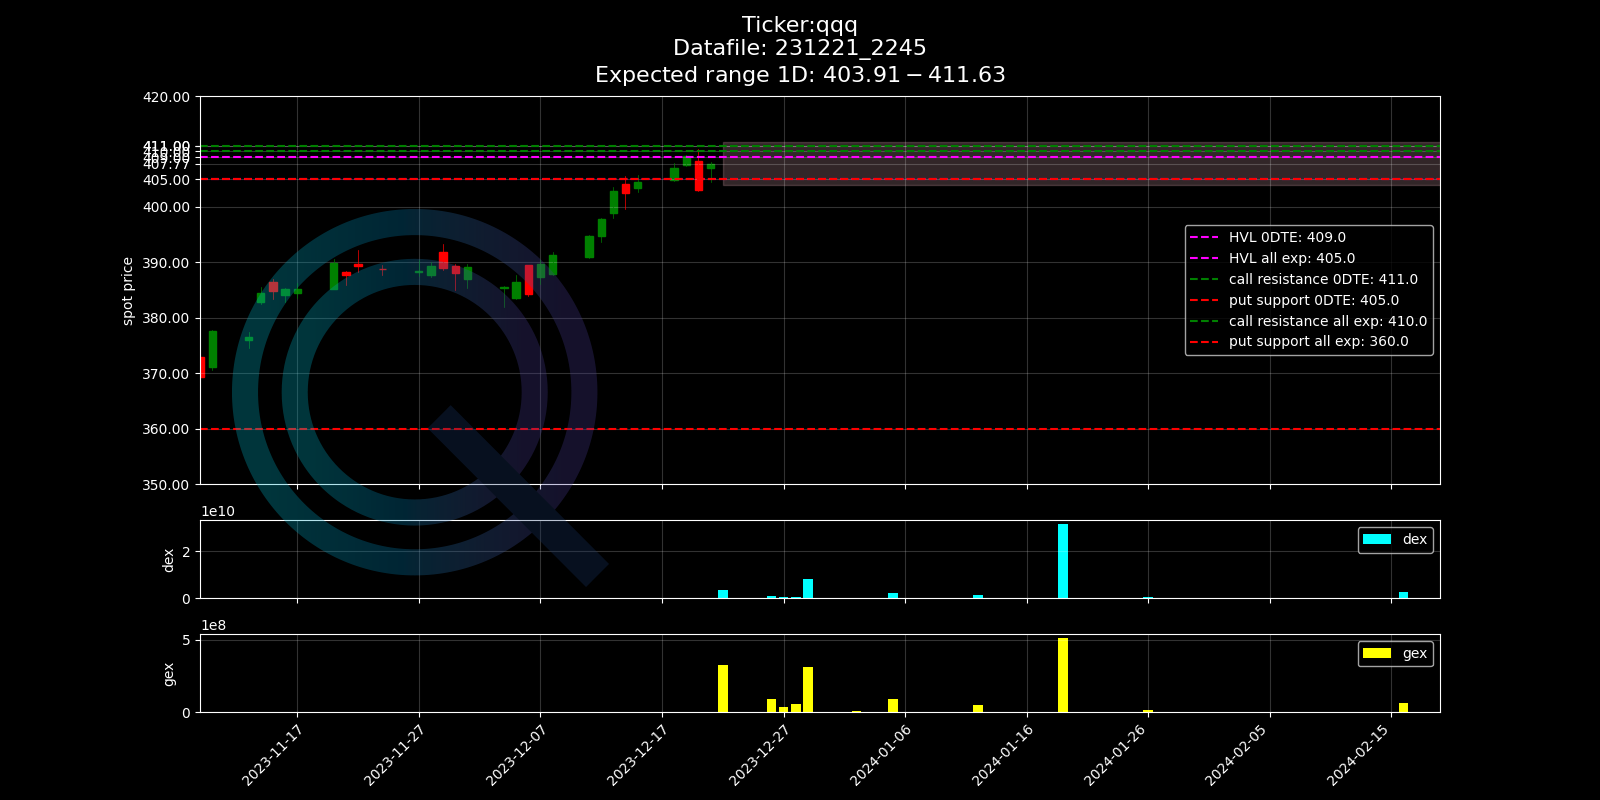 Ticker:qqq
Datafile: 231221_2245
Expected range 1D: 403.91 − 411.63
420.00
411.00
410.00
409.00
407.77
405.00
400.00
390.00
380.00
370.00
360.00
350.00
spot price
HVL 0DTE: 409.0
HVL all exp: 405.0
call resistance 0DTE: 411.0
put support 0DTE: 405.0
call resistance all exp: 410.0
put support all exp: 360.0
1e10
2
0
dex
dex
1e8
5
0
gex
gex
2023-11-17
2023-11-27
2023-12-07
2023-12-17
2023-12-27
2024-01-06
2024-01-16
2024-01-26
2024-02-05
2024-02-15